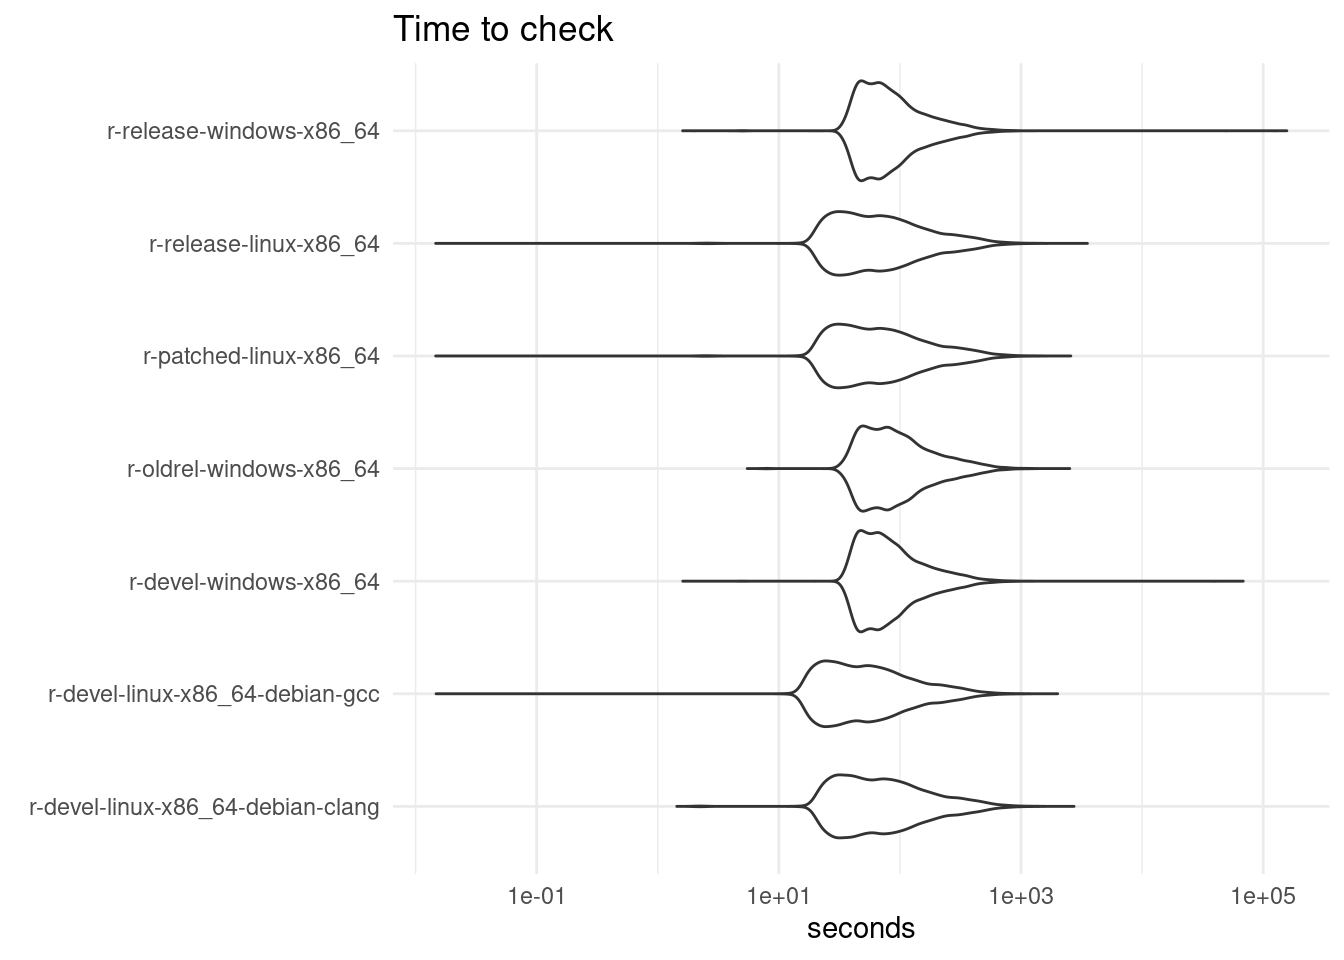 Time to check
r-release-windows-x86_64
r-release-linux-x86_64
r-patched-linux-x86_64
r-oldrel-windows-x86_64
r-devel-windows-x86_64
r-devel-linux-x86_64-debian-gcc
r-devel-linux-x86_64-debian-clang
1e-01 1e+01 1e+03 1e+05
seconds